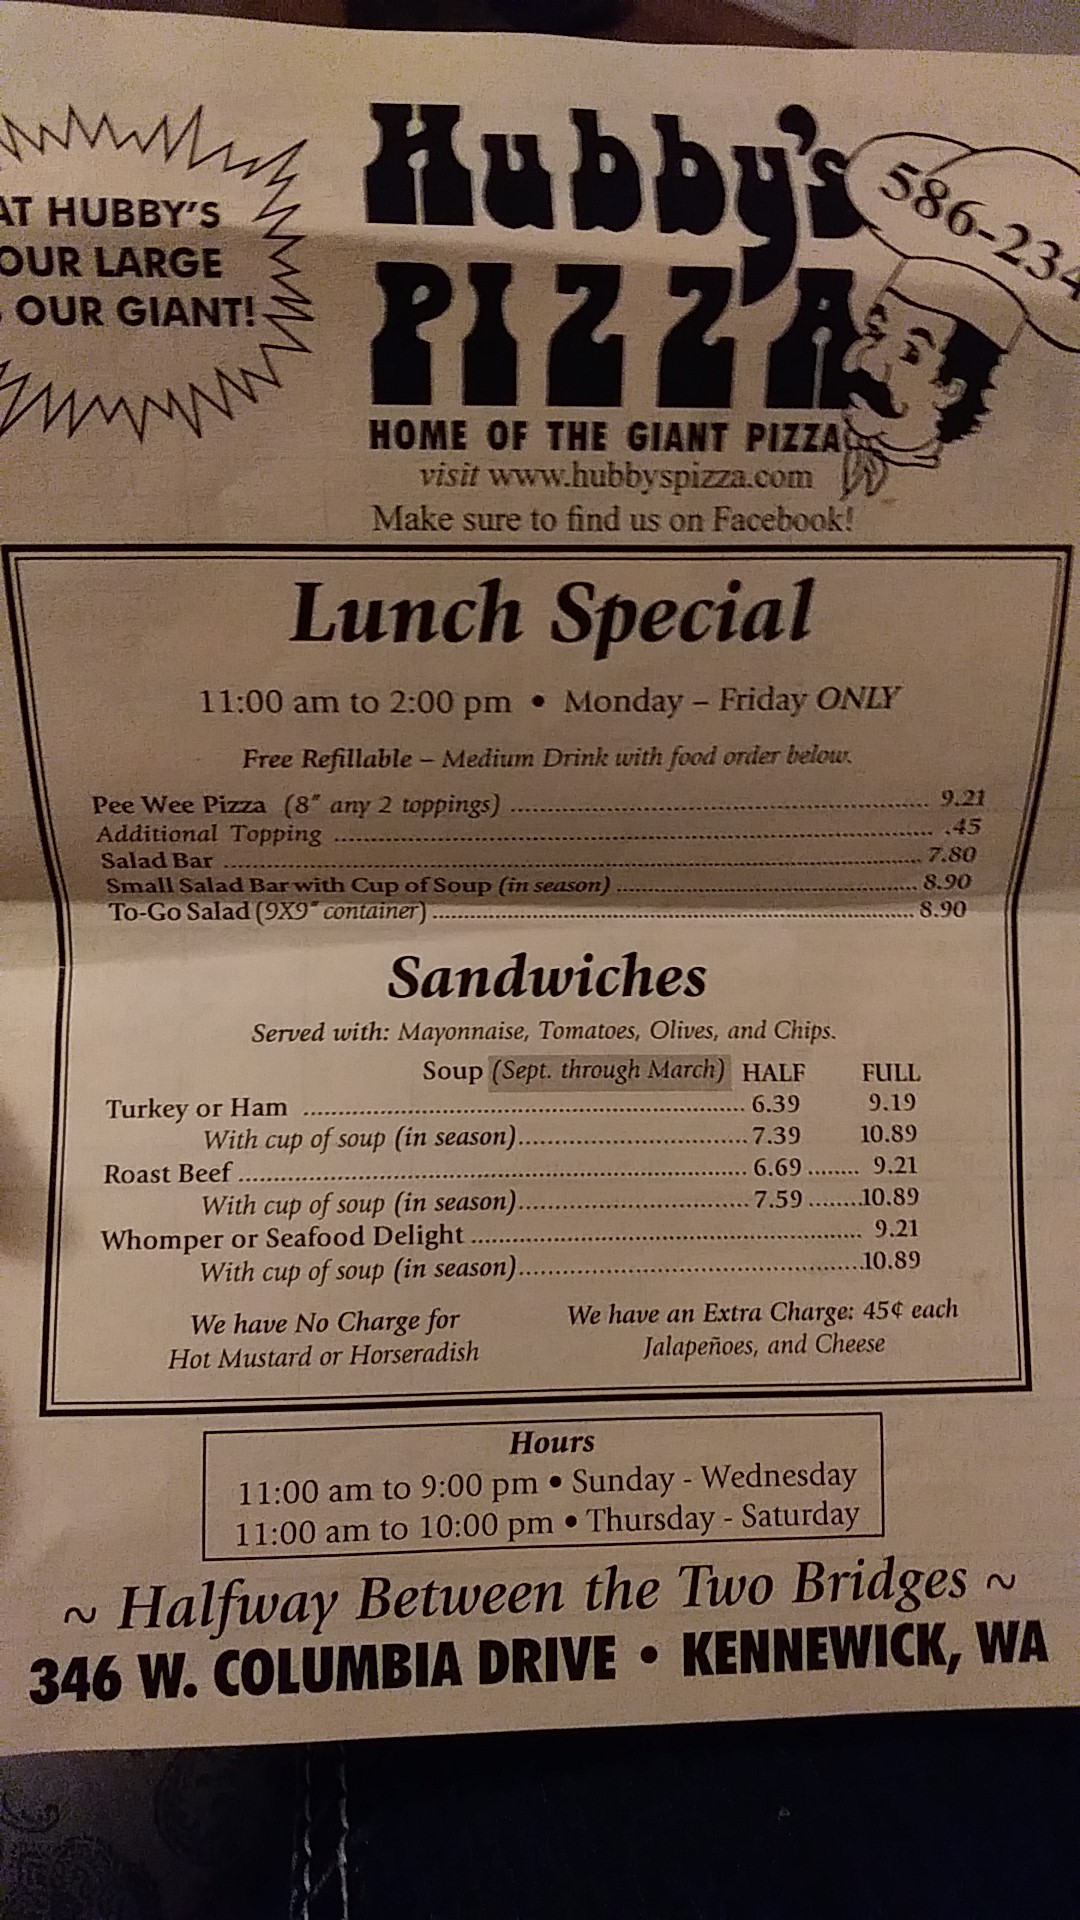 AT HUBBY'S
OUR LARGE
OUR GIANT!
Hubby's
PIZZA
586-234
HOME OF THE GIANT PIZZA
visit www.hubbyspizza.com
Make sure to find us on Facebook!
Lunch Special
11:00 am to 2:00 pm • Monday – Friday ONLY
Free Refillable – Medium Drink with food order below.
Pee Wee Pizza (8" any 2 toppings) ........ 9.21
Additional Topping ........ .45
Salad Bar ........ 7.80
Small Salad Bar with Cup of Soup (in season) ........ 8.90
To-Go Salad (9X9" container) ........ 8.90
Sandwiches
Served with: Mayonnaise, Tomatoes, Olives, and Chips.
Soup (Sept. through March) HALF FULL
Turkey or Ham ........ 6.39 9.19
With cup of soup (in season) ........ 7.39 10.89
Roast Beef ........ 6.69 ........ 9.21
With cup of soup (in season) ........ 7.59 ........ 10.89
Whomper or Seafood Delight ........ 9.21
With cup of soup (in season) ........ 10.89
We have No Charge for
Hot Mustard or Horseradish
We have an Extra Charge: 45¢ each
Jalapeñoes, and Cheese
Hours
11:00 am to 9:00 pm • Sunday - Wednesday
11:00 am to 10:00 pm • Thursday - Saturday
~ Halfway Between the Two Bridges ~
346 W. COLUMBIA DRIVE • KENNEWICK, WA